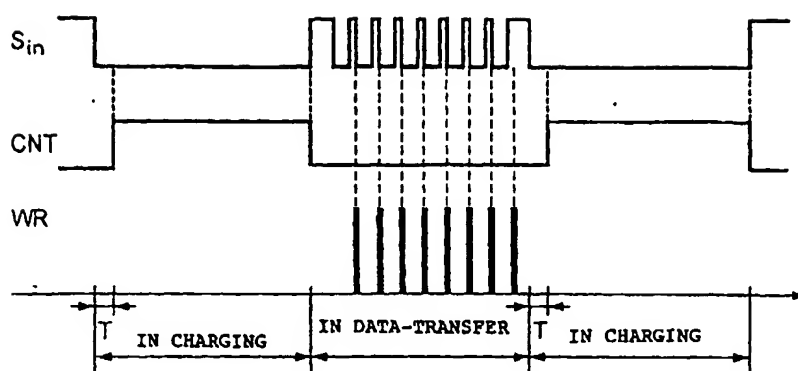 Sin
CNT
WR
T IN CHARGING IN DATA-TRANSFER T IN CHARGING